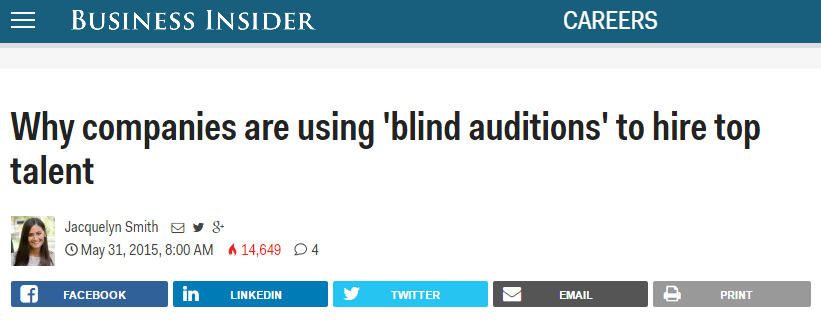 BUSINESS INSIDER CAREERS
Why companies are using 'blind auditions' to hire top
talent
Jacquelyn Smith
May 31, 2015, 8:00 AM 14,649 4
FACEBOOK LINKEDIN TWITTER EMAIL PRINT